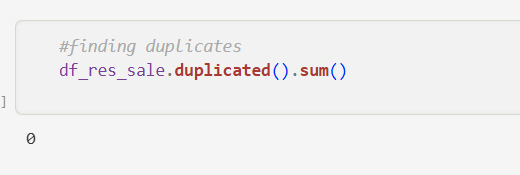 #finding duplicates
df_res_sale.duplicated().sum()
]
0